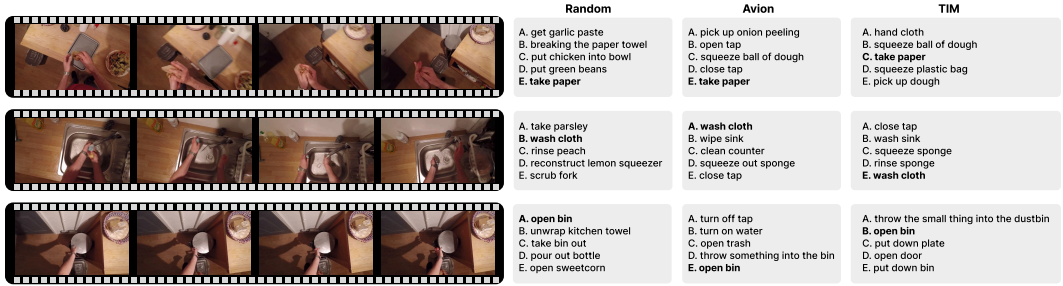 Random
Avion
TIM
A. get garlic paste
B. breaking the paper towel
C. put chicken into bowl
D. put green beans
E. take paper
A. pick up onion peeling
B. open tap
C. squeeze ball of dough
D. close tap
E. take paper
A. hand cloth
B. squeeze ball of dough
C. take paper
D. squeeze plastic bag
E. pick up dough
A. take parsley
B. wash cloth
C. rinse peach
D. reconstruct lemon squeezer
E. scrub fork
A. wash cloth
B. wipe sink
C. clean counter
D. squeeze out sponge
E. close tap
A. close tap
B. wash sink
C. squeeze sponge
D. rinse sponge
E. wash cloth
A. open bin
B. unwrap kitchen towel
C. take bin out
D. pour out bottle
E. open sweetcorn
A. turn off tap
B. turn on water
C. open trash
D. throw something into the bin
E. open bin
A. throw the small thing into the dustbin
B. open bin
C. put down plate
D. open door
E. put down bin